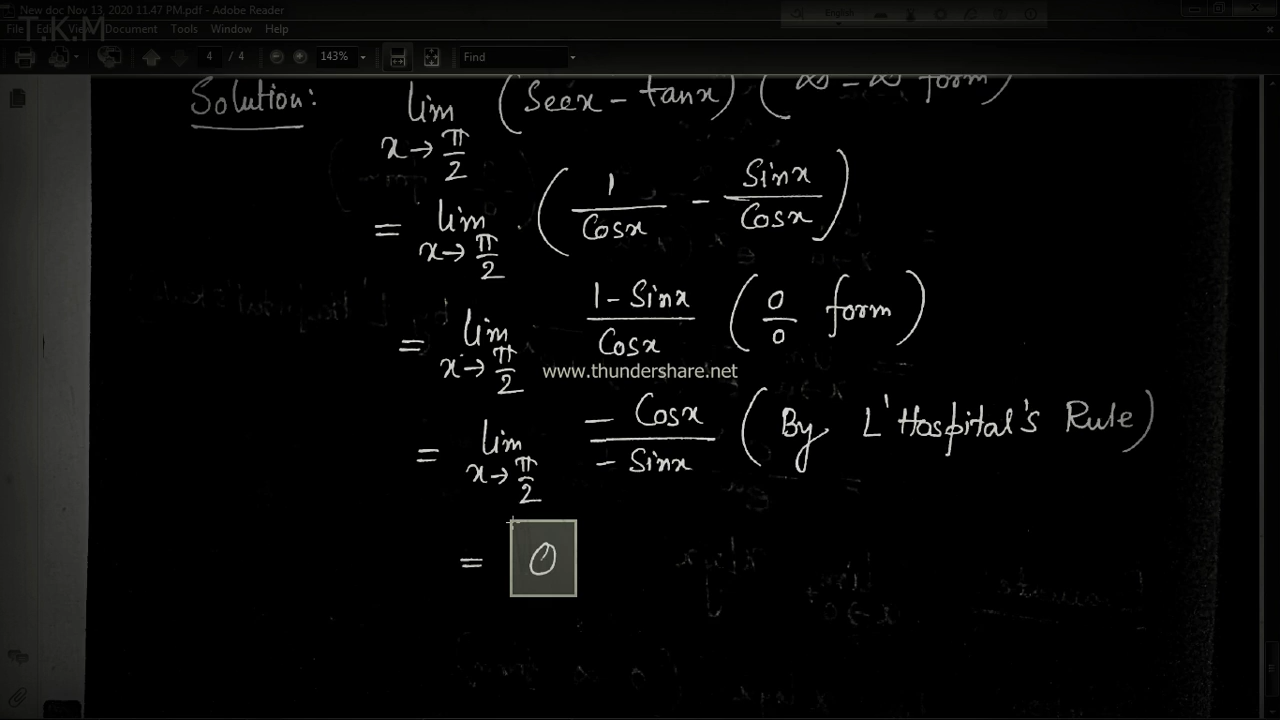 New doc Nov 13, 2020 11.47 PM.pdf - Adobe Reader
English
T.K.M
File Edit View Document Tools Window Help
4 / 4 143% Find
Solution: lim x→π/2 (Secx - tanx) (∞ - ∞ form)
= lim x→π/2 (1/Cosx - Sinx/Cosx)
= lim x→π/2 1 - Sinx/Cosx (0/0 form)
www.thundershare.net
= lim x→π/2 - Cosx/- Sinx (By L'Hospital's Rule)
= 0